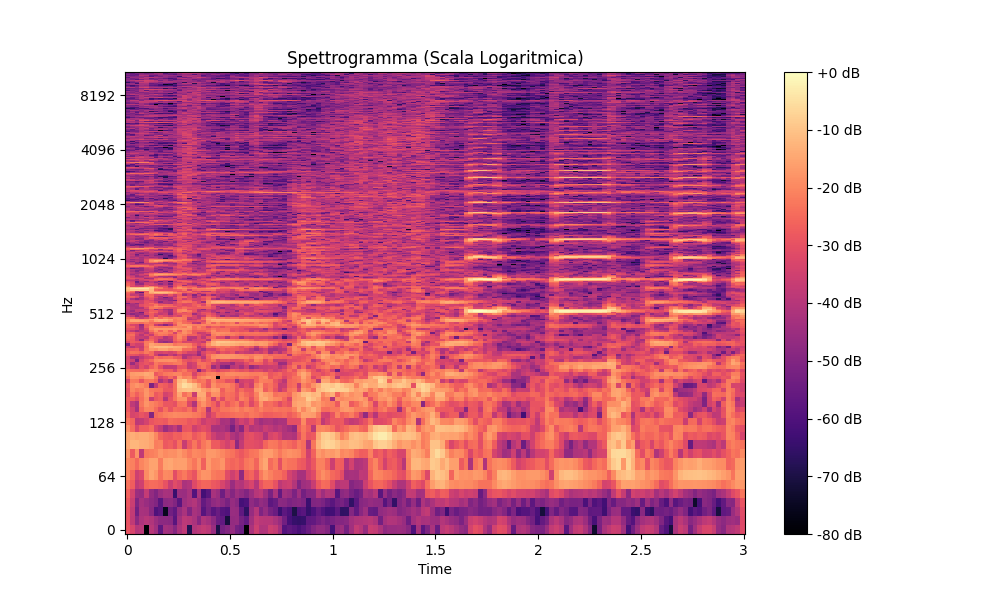 Spettrogramma (Scala Logaritmica)
Hz
8192
4096
2048
1024
512
256
128
64
0
0 0.5 1 1.5 2 2.5 3
Time
+0 dB
-10 dB
-20 dB
-30 dB
-40 dB
-50 dB
-60 dB
-70 dB
-80 dB